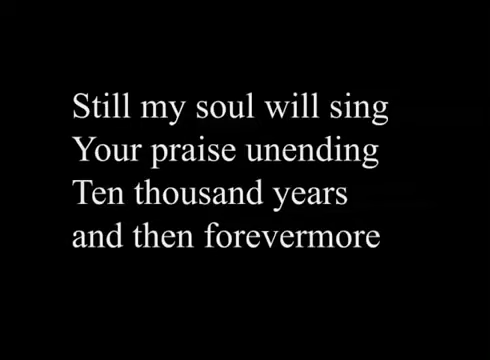 Still my soul will sing
Your praise unending
Ten thousand years
and then forevermore